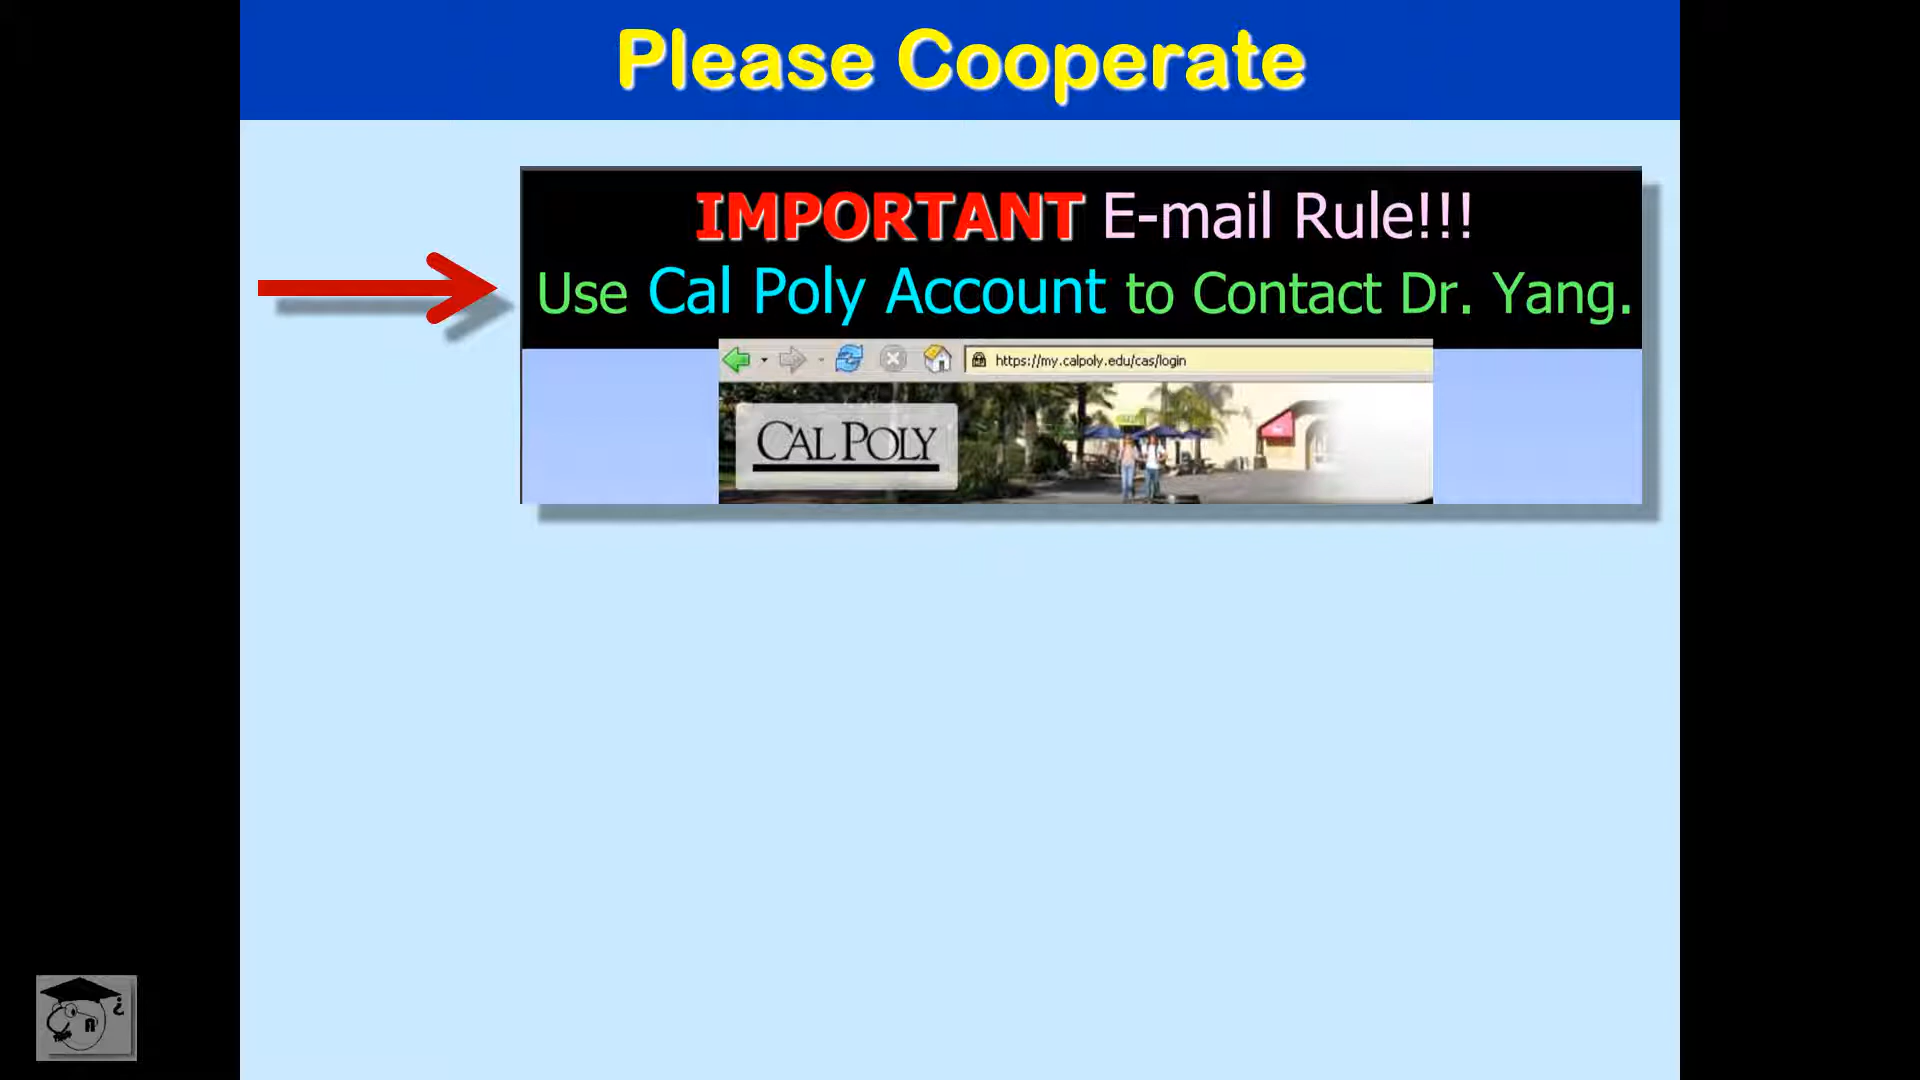 Please Cooperate
IMPORTANT E-mail Rule!!!
Use Cal Poly Account to Contact Dr. Yang.
https://my.calpoly.edu/cas/login
CAL POLY